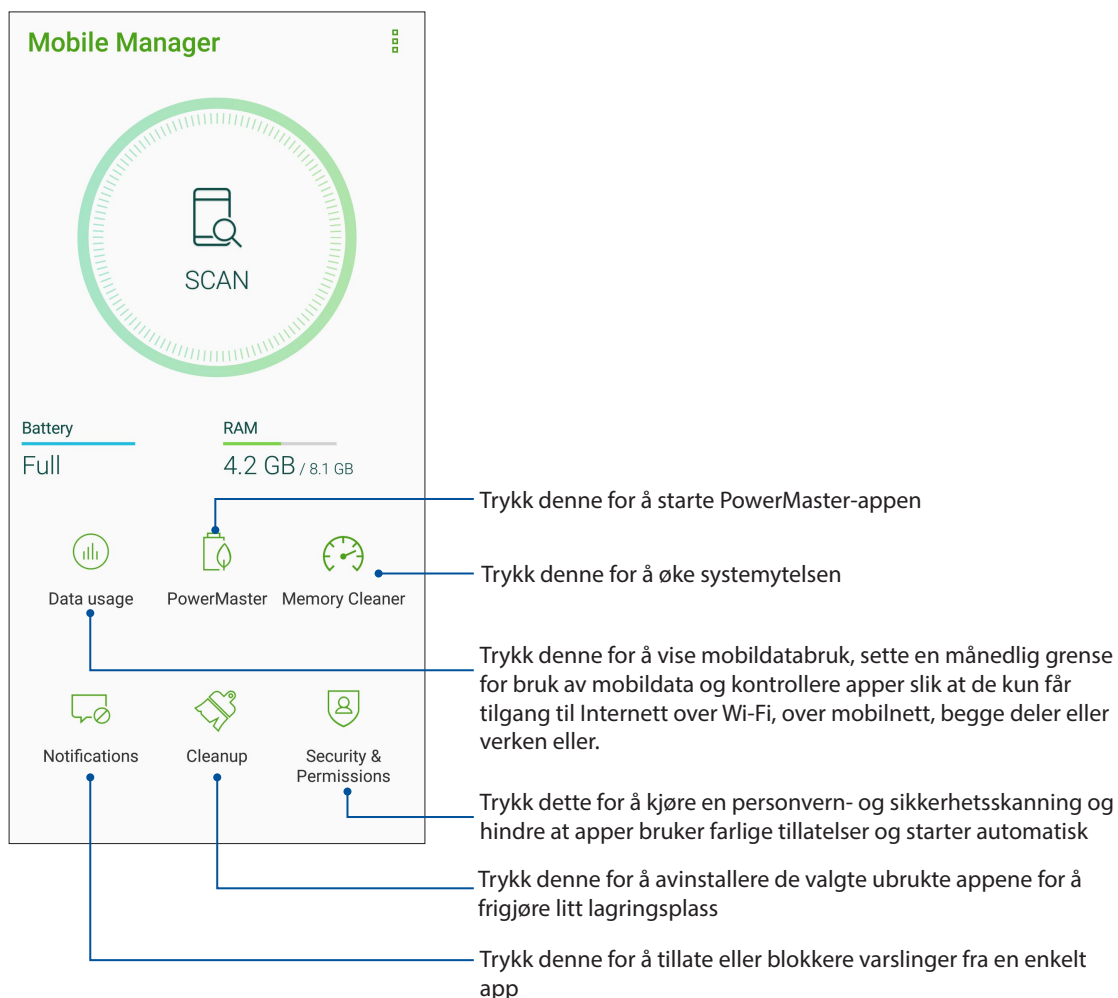 Mobile Manager
SCAN
Battery
RAM
Full
4.2 GB / 8.1 GB
Trykk denne for å starte PowerMaster-appen
Trykk denne for å øke systemytelsen
Data usage
PowerMaster
Memory Cleaner
Trykk denne for å vise mobildatabruk, sette en månedlig grense
for bruk av mobildata og kontrollere apper slik at de kun får
tilgang til Internett over Wi-Fi, over mobilnett, begge deler eller
verken eller.
Notifications
Cleanup
Security &
Permissions
Trykk dette for å kjøre en personvern- og sikkerhetsskanning og
hindre at apper bruker farlige tillatelser og starter automatisk
Trykk denne for å avinstallere de valgte ubrukte appene for å
frigjøre litt lagringsplass
Trykk denne for å tillate eller blokkere varslinger fra en enkelt
app